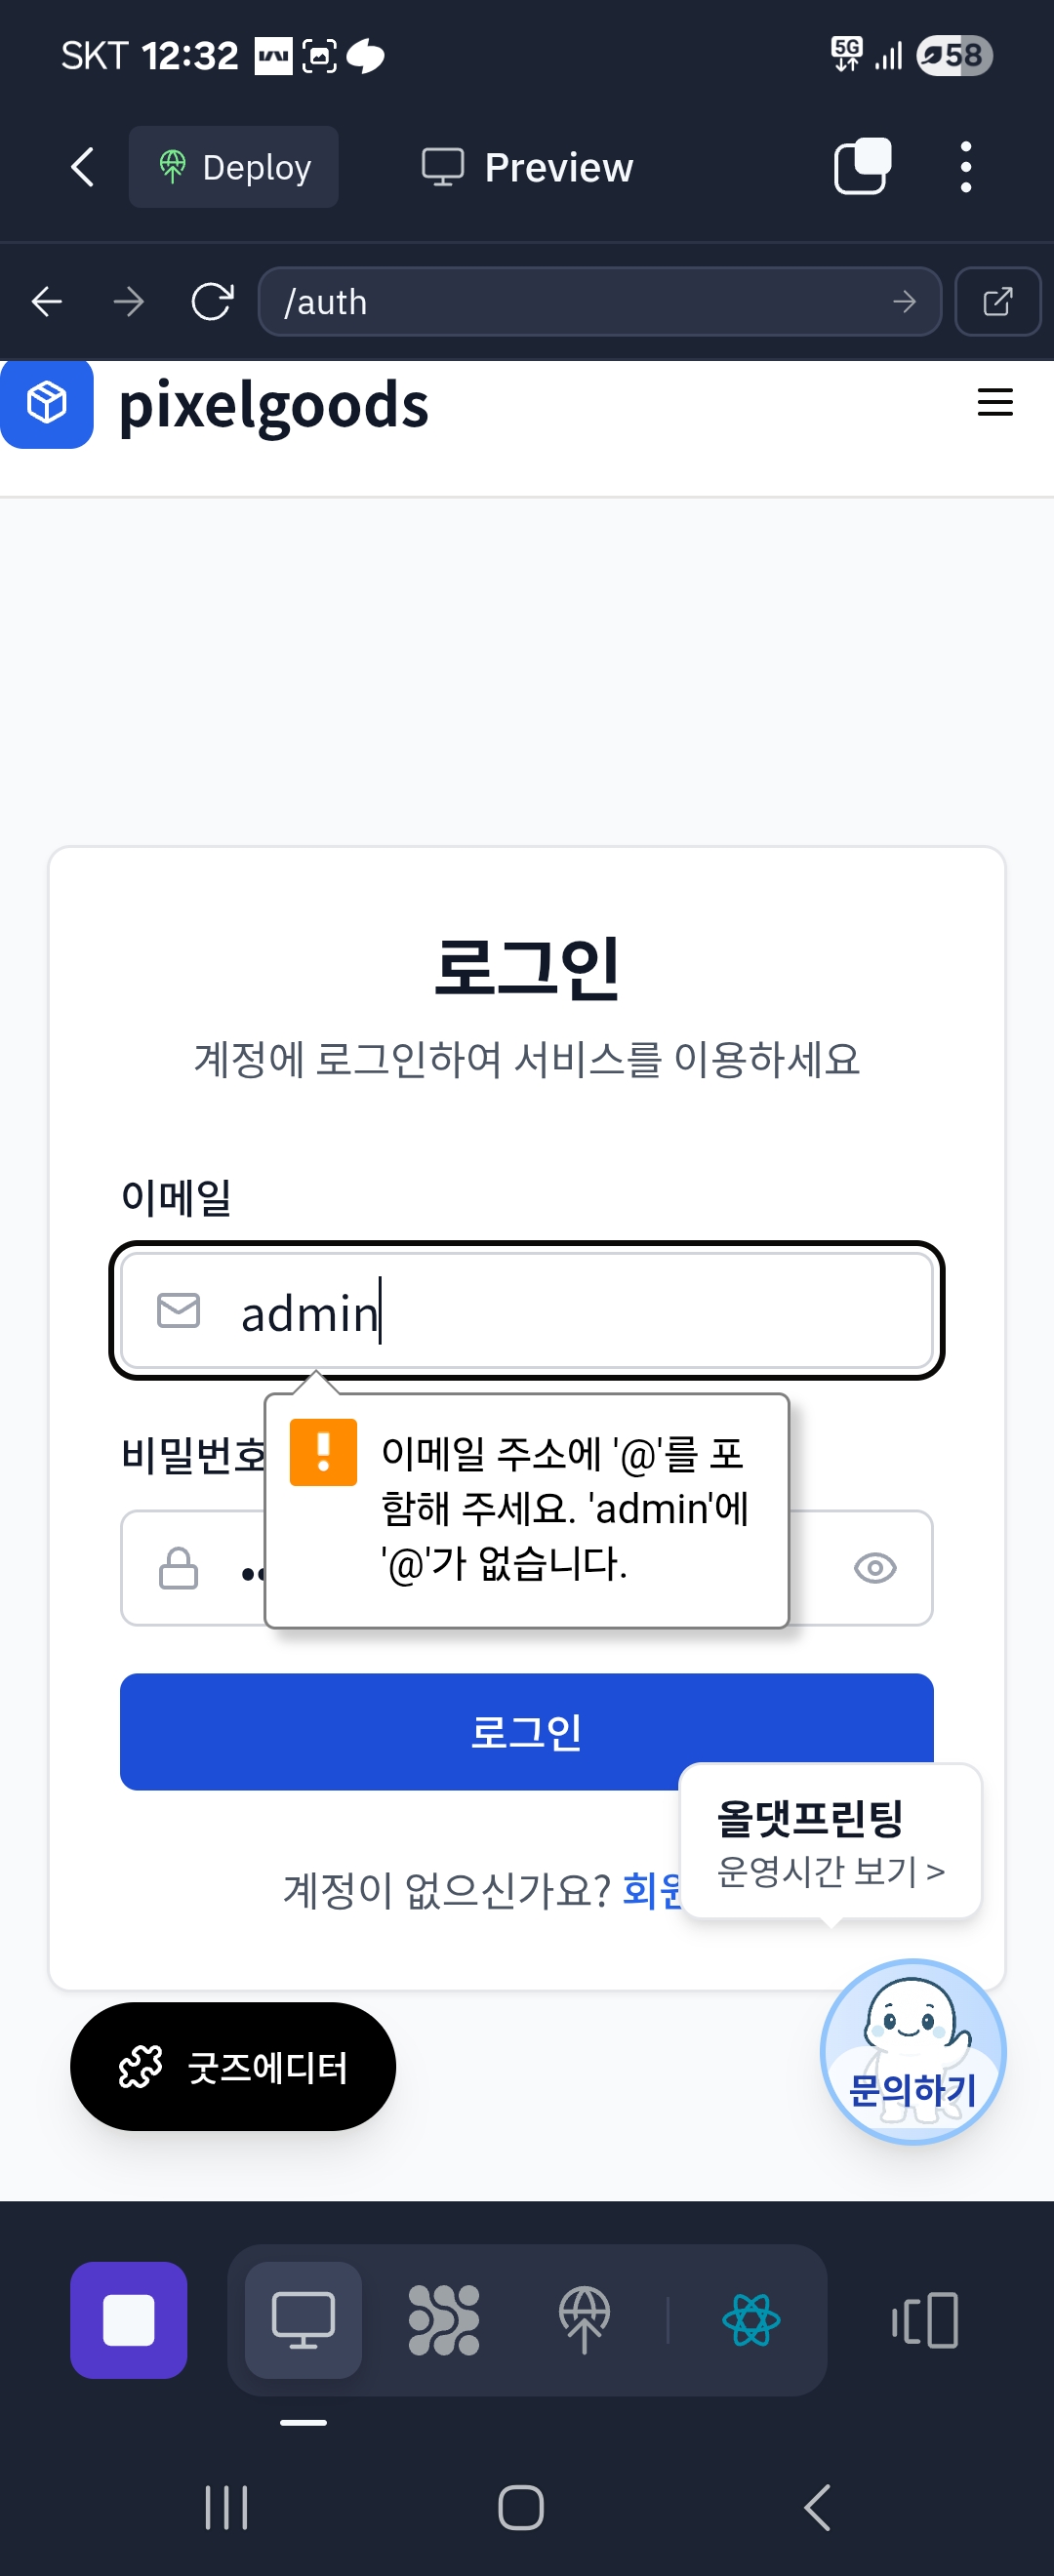 SKT 12:32
5G
58
Deploy
Preview
/auth
pixelgoods
로그인
계정에 로그인하여 서비스를 이용하세요
이메일
admin
이메일 주소에 '@'를 포
함해 주세요. 'admin'에
'@'가 없습니다.
비밀번호
로그인
올댓프린팅
운영시간 보기 >
계정이 없으신가요?
굿즈에디터
문의하기